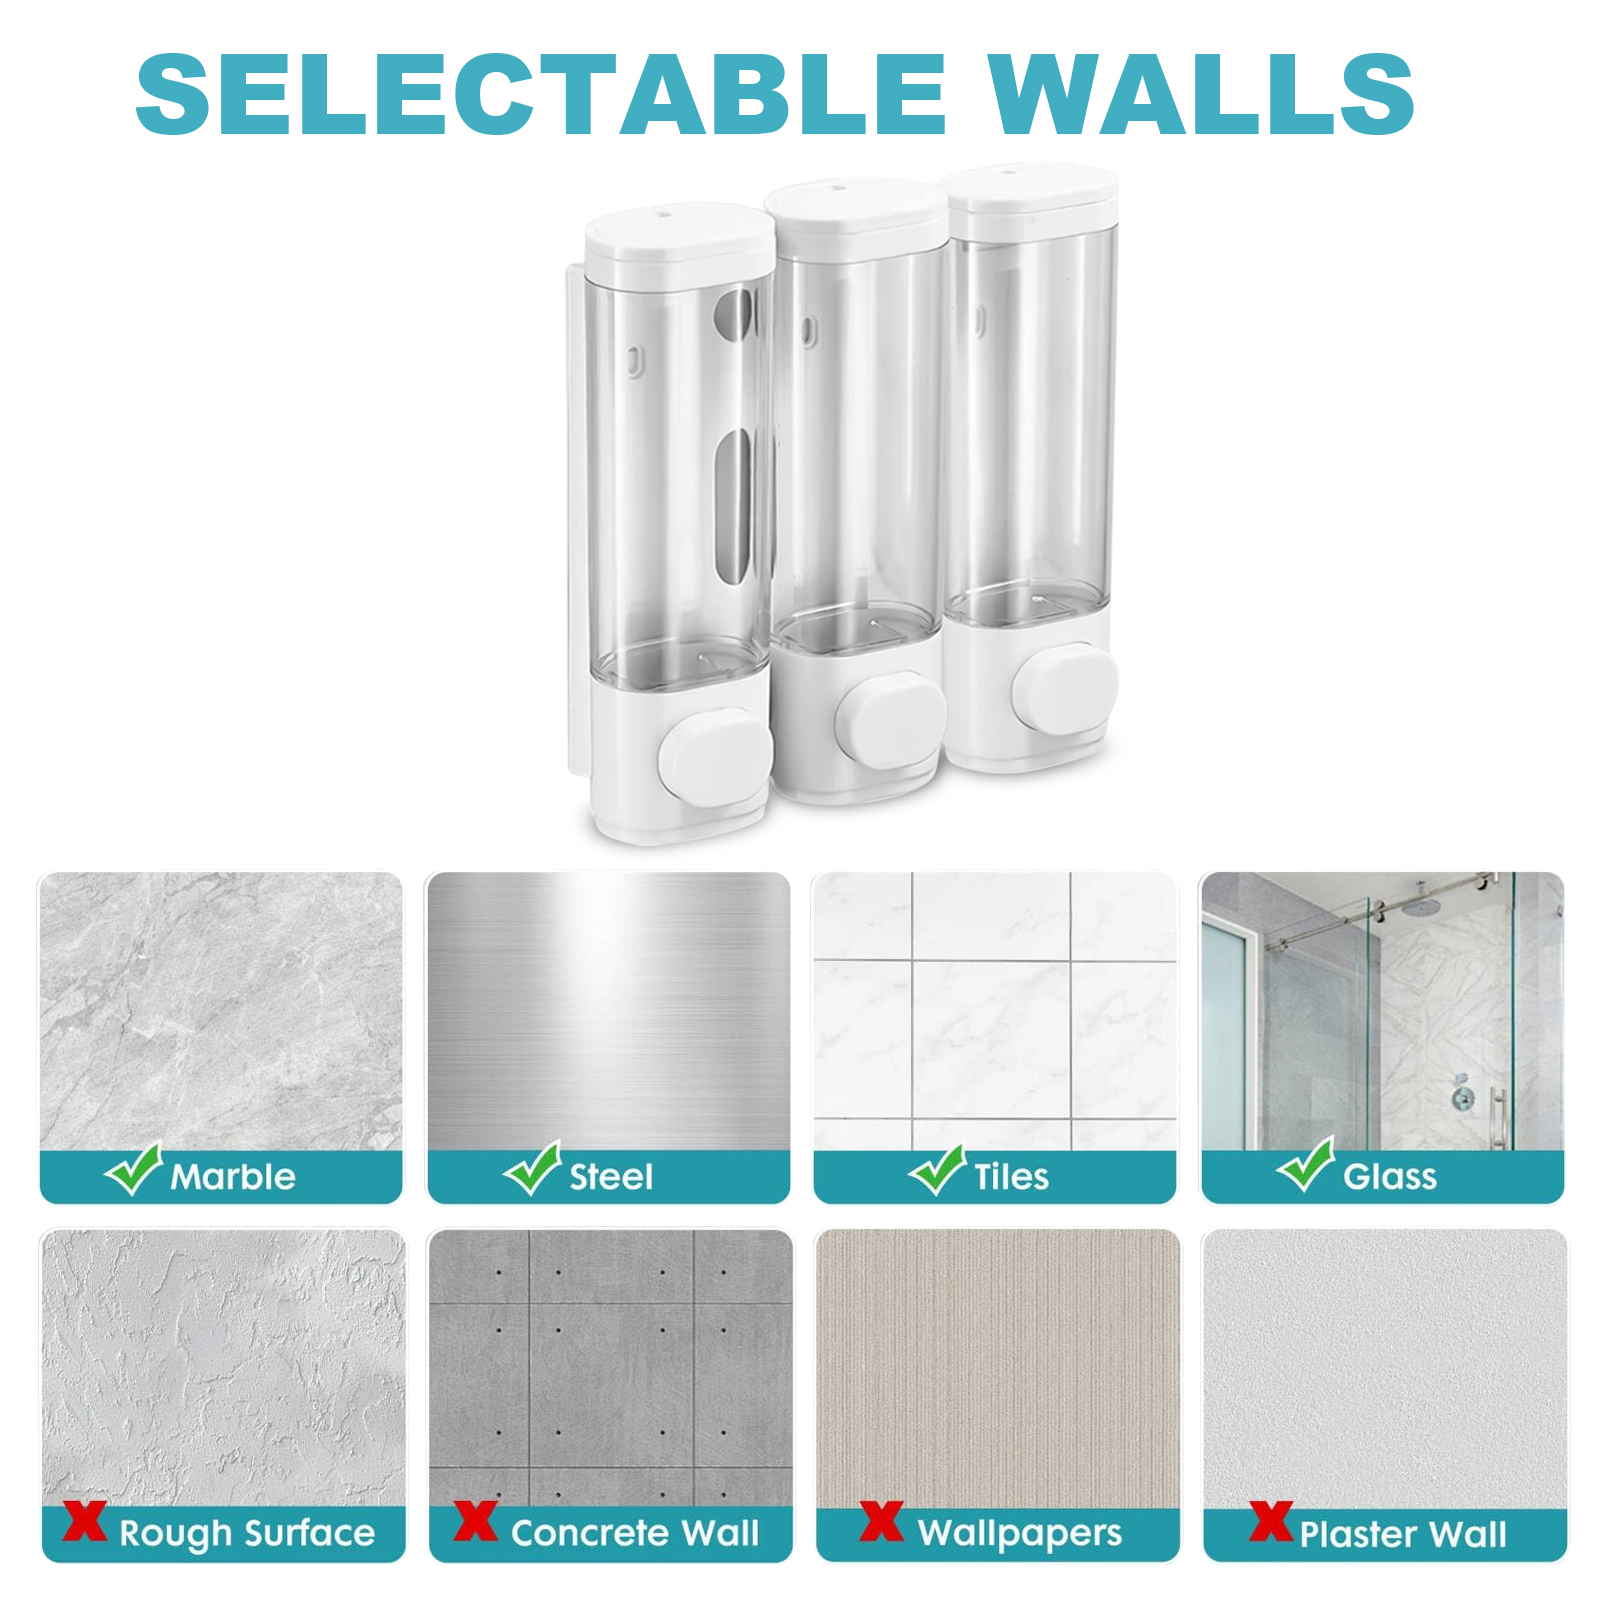 SELECTABLE WALLS
Marble
Steel
Tiles
Glass
Rough Surface
Concrete Wall
Wallpapers
Plaster Wall